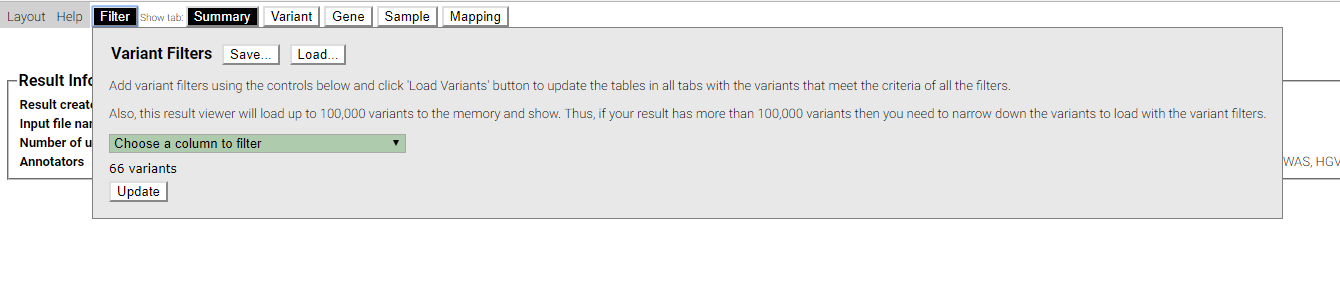 Layout Help Filter Show tab: Summary Variant Gene Sample Mapping
Variant Filters Save... Load...
Add variant filters using the controls below and click 'Load Variants' button to update the tables in all tabs with the variants that meet the criteria of all the filters.
Also, this result viewer will load up to 100,000 variants to the memory and show. Thus, if your result has more than 100,000 variants then you need to narrow down the variants to load with the variant filters.
Choose a column to filter
66 variants
Update
Result Info
Result create
Input file nan
Number of u
Annotators WAS, HGV